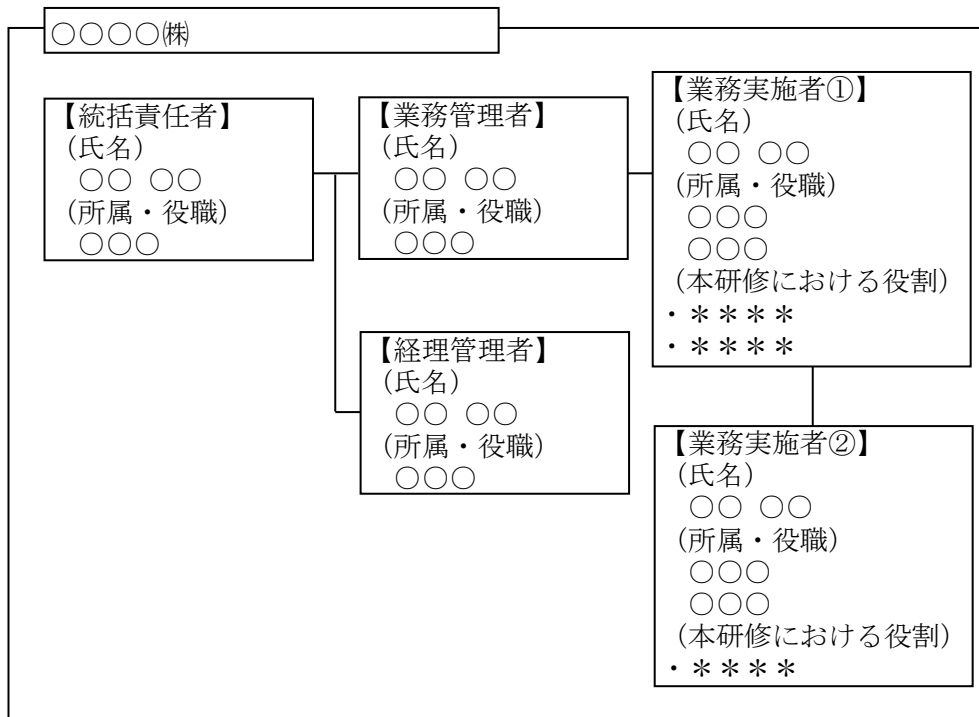 ○○○○㈱
【統括責任者】
(氏名)
○○ ○○
(所属・役職)
○○○
【業務管理者】
(氏名)
○○ ○○
(所属・役職)
○○○
【経理管理者】
(氏名)
○○ ○○
(所属・役職)
○○○
【業務実施者①】
(氏名)
○○ ○○
(所属・役職)
○○○
○○○
(本研修における役割)
・＊＊＊＊
・＊＊＊＊
【業務実施者②】
(氏名)
○○ ○○
(所属・役職)
○○○
○○○
(本研修における役割)
・＊＊＊＊